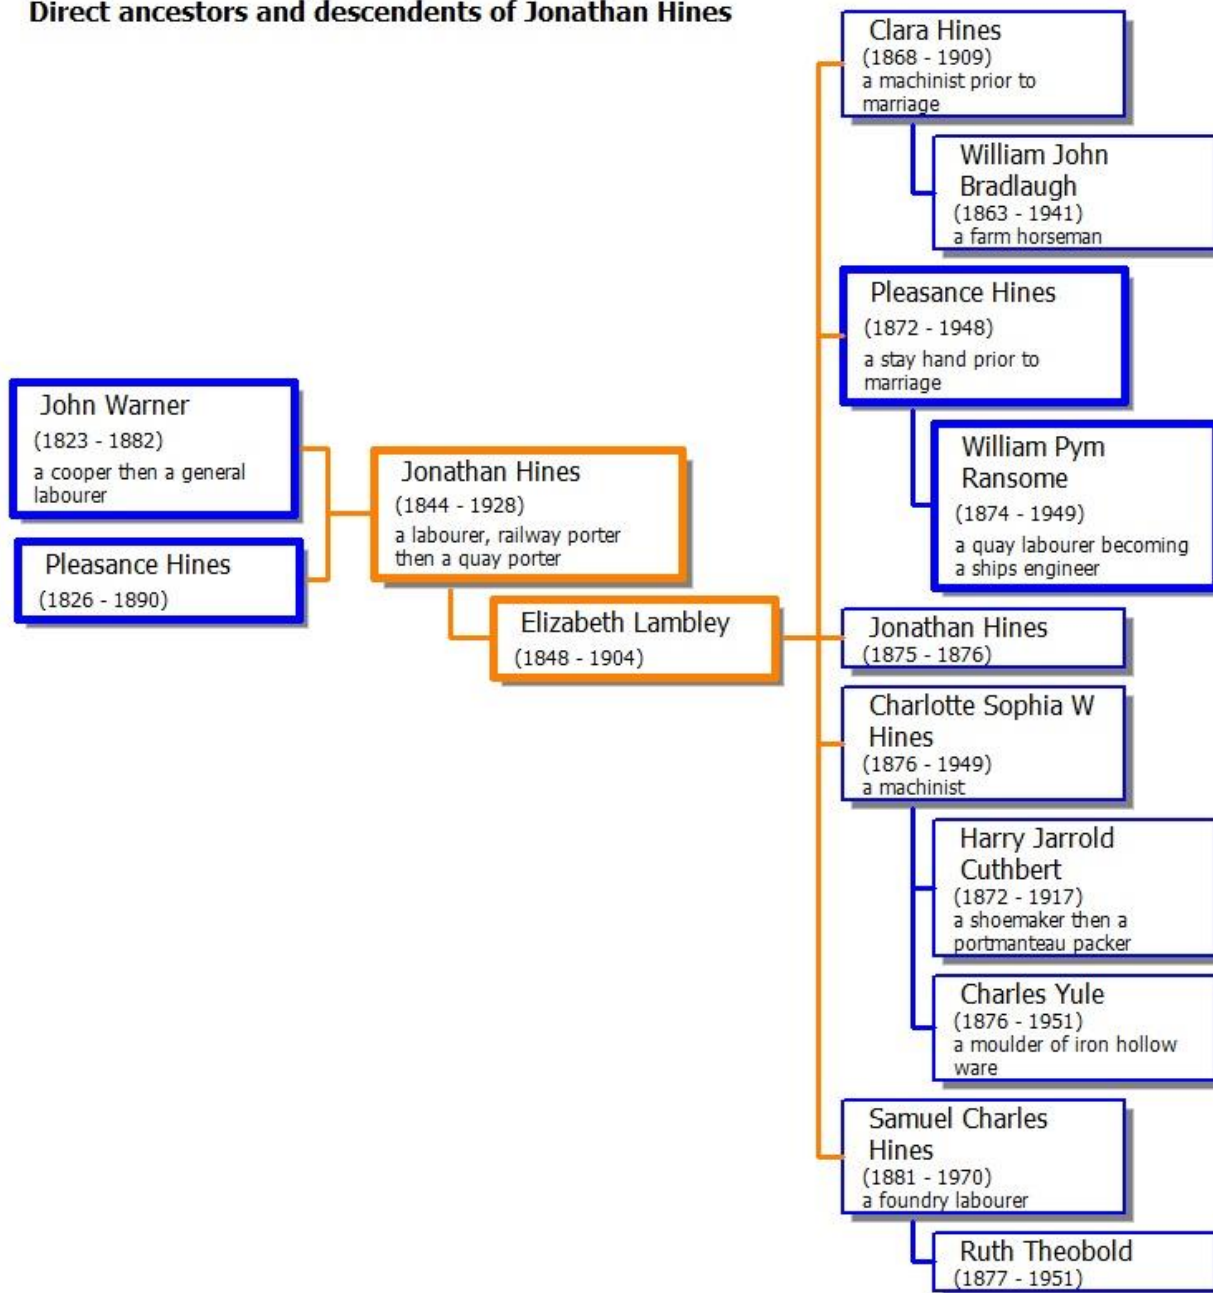 Direct ancestors and descendents of Jonathan Hines
John Warner
(1823 - 1882)
a cooper then a general
labourer
Pleasance Hines
(1826 - 1890)
Jonathan Hines
(1844 - 1928)
a labourer, railway porter
then a quay porter
Elizabeth Lambley
(1848 - 1904)
Clara Hines
(1868 - 1909)
a machinist prior to
marriage
William John
Bradlaugh
(1863 - 1941)
a farm horseman
Pleasance Hines
(1872 - 1948)
a stay hand prior to
marriage
William Pym
Ransome
(1874 - 1949)
a quay labourer becoming
a ships engineer
Jonathan Hines
(1875 - 1876)
Charlotte Sophia W
Hines
(1876 - 1949)
a machinist
Harry Jarrold
Cuthbert
(1872 - 1917)
a shoemaker then a
portmanteau packer
Charles Yule
(1876 - 1951)
a moulder of iron hollow
ware
Samuel Charles
Hines
(1881 - 1970)
a foundry labourer
Ruth Theobold
(1877 - 1951)